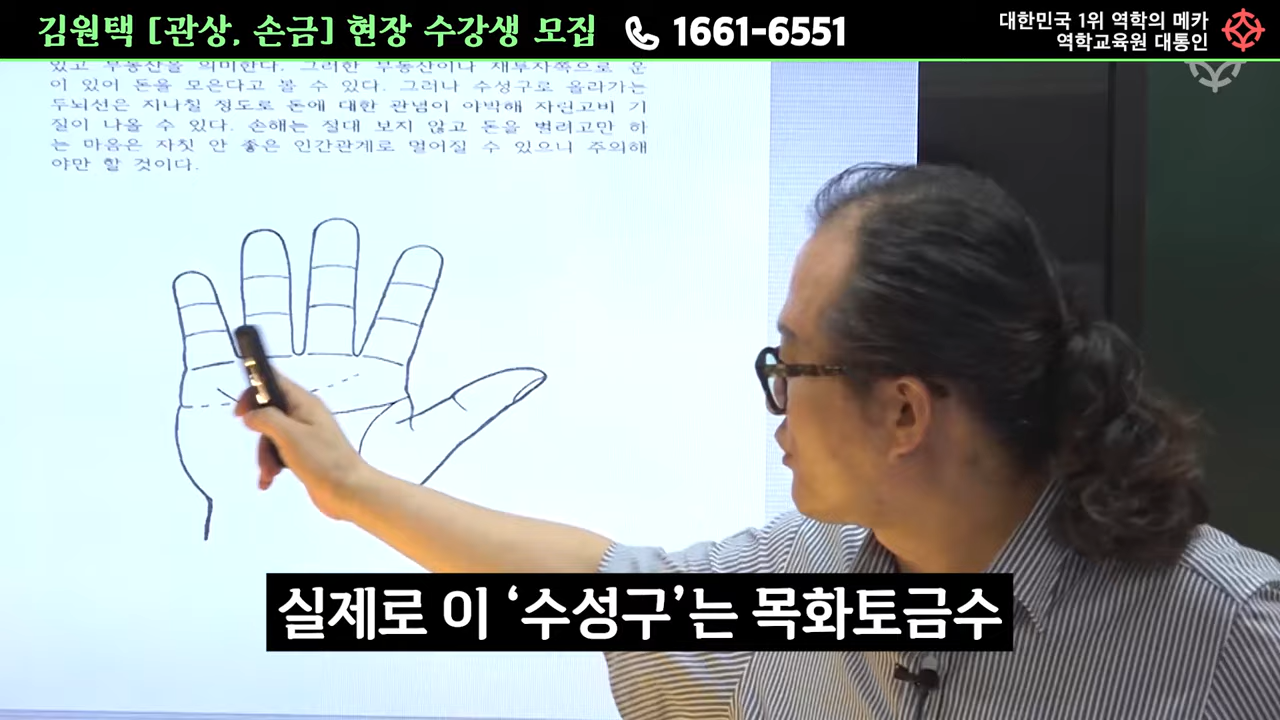 김원택 [관상, 손금] 현장 수강생 모집 1661-6551
대한민국 1위 역학의 메카
역학교육원 대통인
있고 부동산을 의미한다. 그러한 부동산이나 재투자쪽으로 운
이 있어 돈을 모은다고 볼 수 있다. 그러나 수성구로 올라가는
두뇌선은 지나칠 정도로 돈에 대한 관념이 야박해 자린고비 기
질이 나올 수 있다. 손해는 절대 보지 않고 돈을 벌려고만 하
는 마음은 자칫 안 좋은 인간관계로 멀어질 수 있으니 주의해
야만 할 것이다.
실제로 이 ‘수성구’는 목화토금수